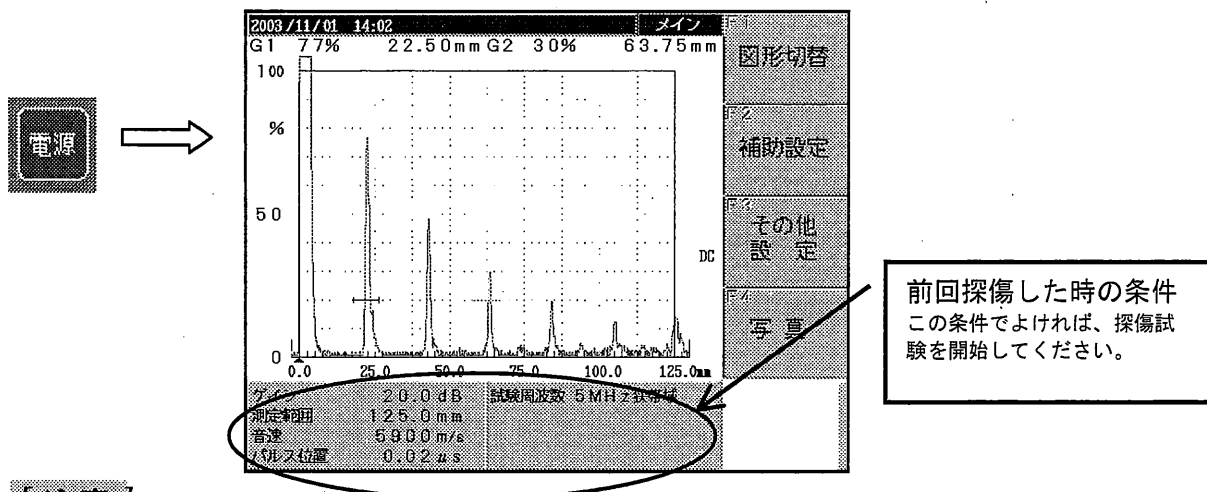 電源
2003/11/01 14:02 メイン
G1 77% 22.50mm G2 30% 63.75mm
100
%
50
0
0.0 25.0 50.0 75.0 100.0 125.0mm
DC
F1
図形切替
F2
補助設定
F3
その他
設定
F4
写真
ゲイン 20.0dB 試験周波数 5MHz狭帯域
測定範囲 125.0mm
音速 5900m/s
パルス位置 0.02μs
前回探傷した時の条件
この条件でよければ、探傷試
験を開始してください。